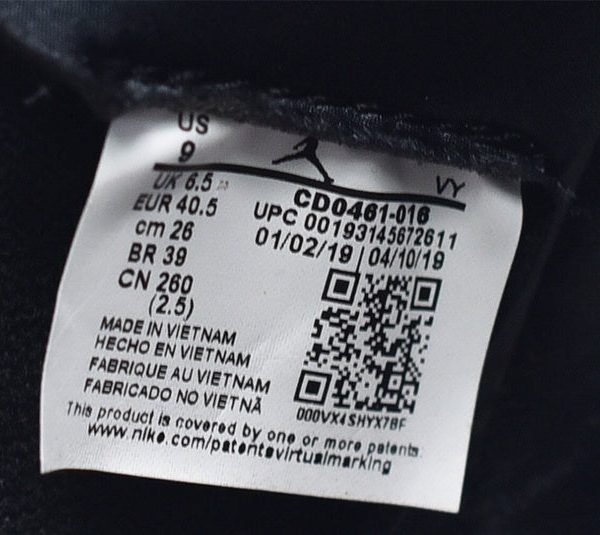 US
9
UK 6.5
EUR 40.5
cm 26
BR 39
CN 260
(2.5)
VY
CD0461-016
UPC 00193145672611
01/02/19 04/10/19
000VX4SHYX7BF
MADE IN VIETNAM
HECHO EN VIETNAM
FABRIQUE AU VIETNAM
FABRICADO NO VIETNÃ
This product is covered by one or more patents.
www.nike.com/patentsvirtualmarking